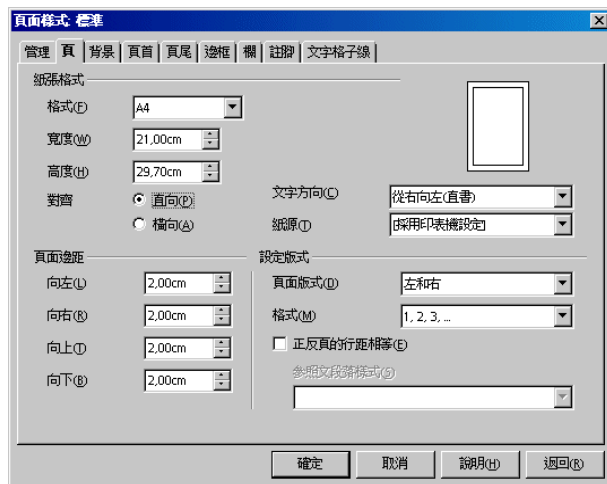 頁面樣式: 標準
管理 頁 背景 頁首 頁尾 邊框 欄 註腳 文字格子線
紙張格式
格式(F) A4
寬度(W) 21,00cm
高度(H) 29,70cm
對齊 直向(P)
橫向(A)
文字方向(C) 從右向左(直書)
紙原(T) [採用印表機設定]
頁面邊距
向左(L) 2,00cm
向右(R) 2,00cm
向上(T) 2,00cm
向下(B) 2,00cm
設定版式
頁面版式(D) 左和右
格式(M) 1, 2, 3, ...
正反頁的行距相等(E)
參照文段落樣式(S)
確定 取消 說明(H) 返回(R)